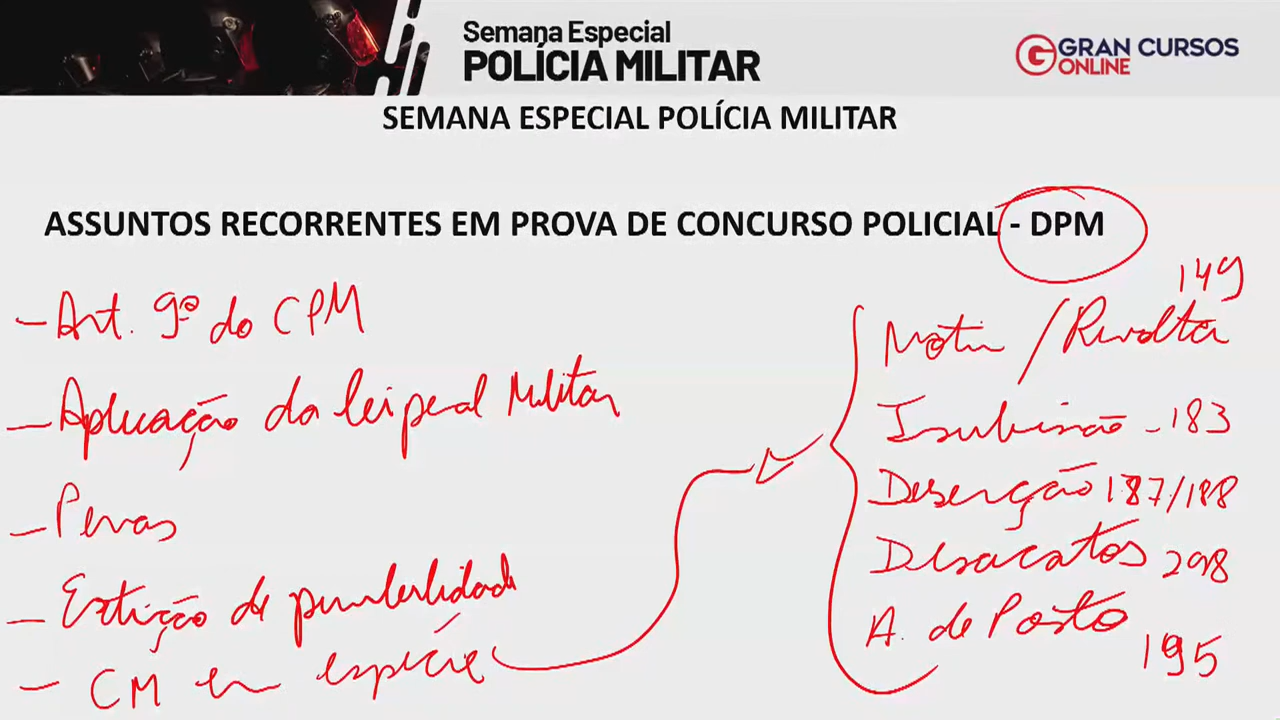 Semana Especial
POLÍCIA MILITAR
GRAN CURSOS
ONLINE
SEMANA ESPECIAL POLÍCIA MILITAR
ASSUNTOS RECORRENTES EM PROVA DE CONCURSO POLICIAL - DPM
- Art. 9º do CPM
- Aplicação da lei penal Militar
- Penas
- Extinção de punibilidade
- CM em espécie
149
Motim / Revolta
Insubmissão - 183
Deserção 187/188
Desacatos 298
A. de Posto
195